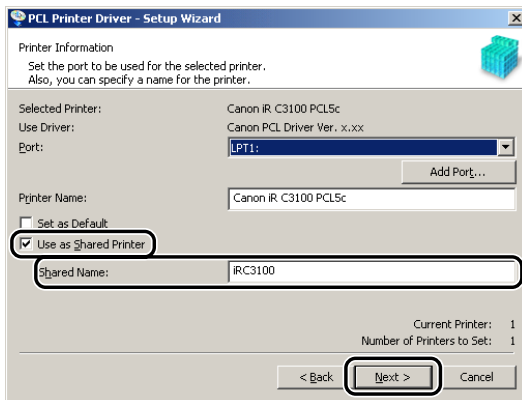 PCL Printer Driver - Setup Wizard
Printer Information
Set the port to be used for the selected printer.
Also, you can specify a name for the printer.
Selected Printer: Canon iR C3100 PCL5c
Use Driver: Canon PCL Driver Ver. x.xx
Port: LPT1:
Add Port...
Printer Name: Canon iR C3100 PCL5c
Set as Default
Use as Shared Printer
Shared Name: iRC3100
Current Printer: 1
Number of Printers to Set: 1
< Back Next > Cancel